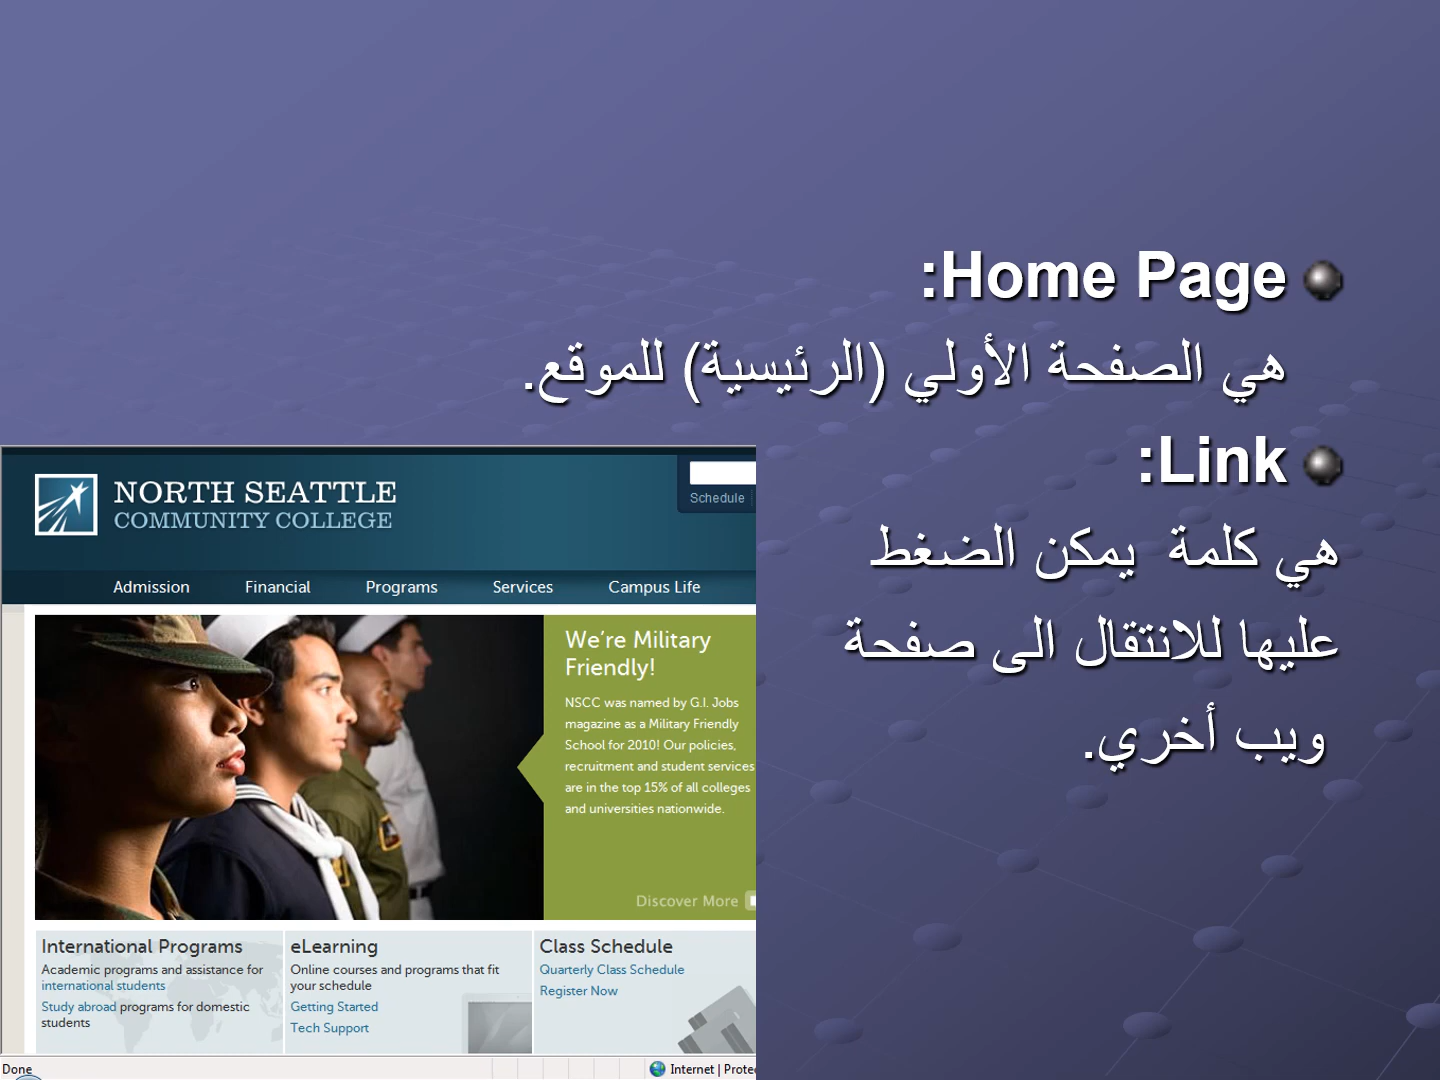 Home Page:
هي الصفحة الأولي (الرئيسية) للموقع.
Link:
هي كلمة يمكن الضغط
عليها للانتقال الى صفحة
ويب أخري.
NORTH SEATTLE
COMMUNITY COLLEGE
Schedule
Admission Financial Programs Services Campus Life
We're Military
Friendly!
NSCC was named by G.I. Jobs
magazine as a Military Friendly
School for 2010! Our policies,
recruitment and student services
are in the top 15% of all colleges
and universities nationwide.
Discover More
International Programs
Academic programs and assistance for
international students
Study abroad programs for domestic
students
eLearning
Online courses and programs that fit
your schedule
Getting Started
Tech Support
Class Schedule
Quarterly Class Schedule
Register Now
Done
Internet |